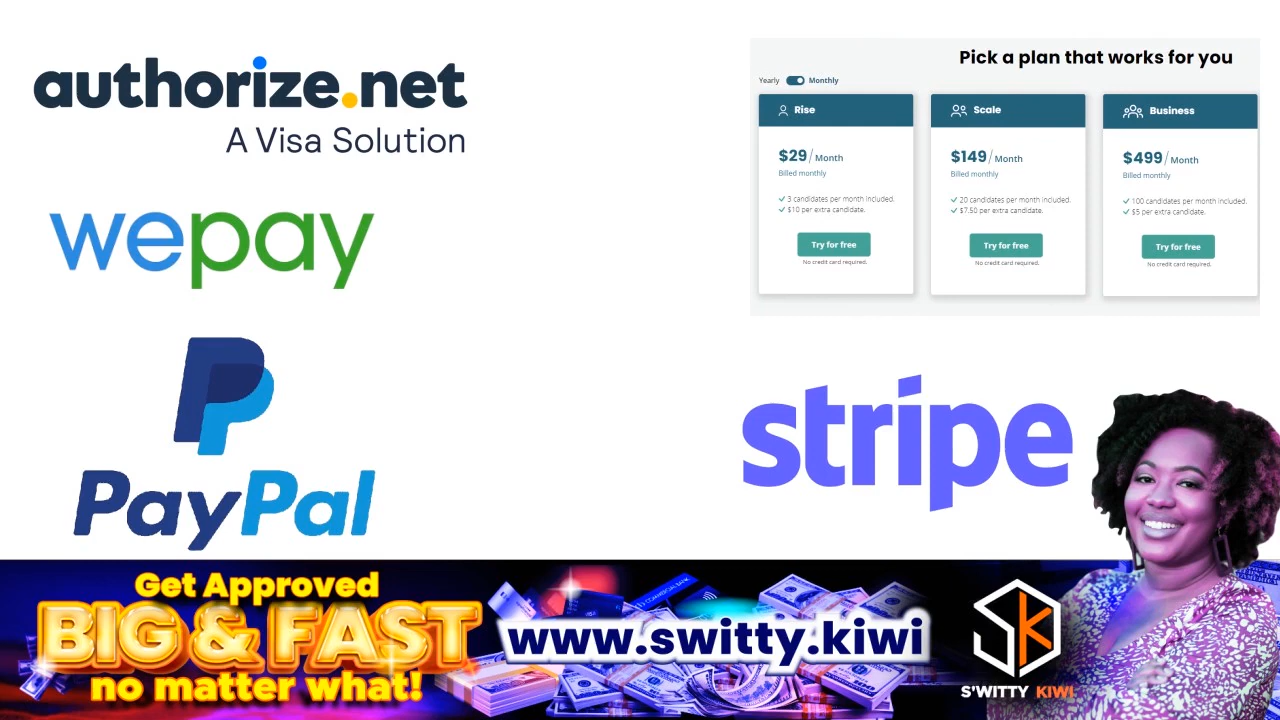 authorize.net
A Visa Solution
wepay
PayPal
Pick a plan that works for you
Yearly Monthly
Rise
$29 / Month
Billed monthly
3 candidates per month included.
$10 per extra candidate.
Try for free
No credit card required.
Scale
$149 / Month
Billed monthly
20 candidates per month included.
$7.50 per extra candidate.
Try for free
No credit card required.
Business
$499 / Month
Billed monthly
100 candidates per month included.
$5 per extra candidate.
Try for free
No credit card required.
stripe
Get Approved
BIG & FAST
no matter what!
www.switty.kiwi
SK
S'WITTY KIWI